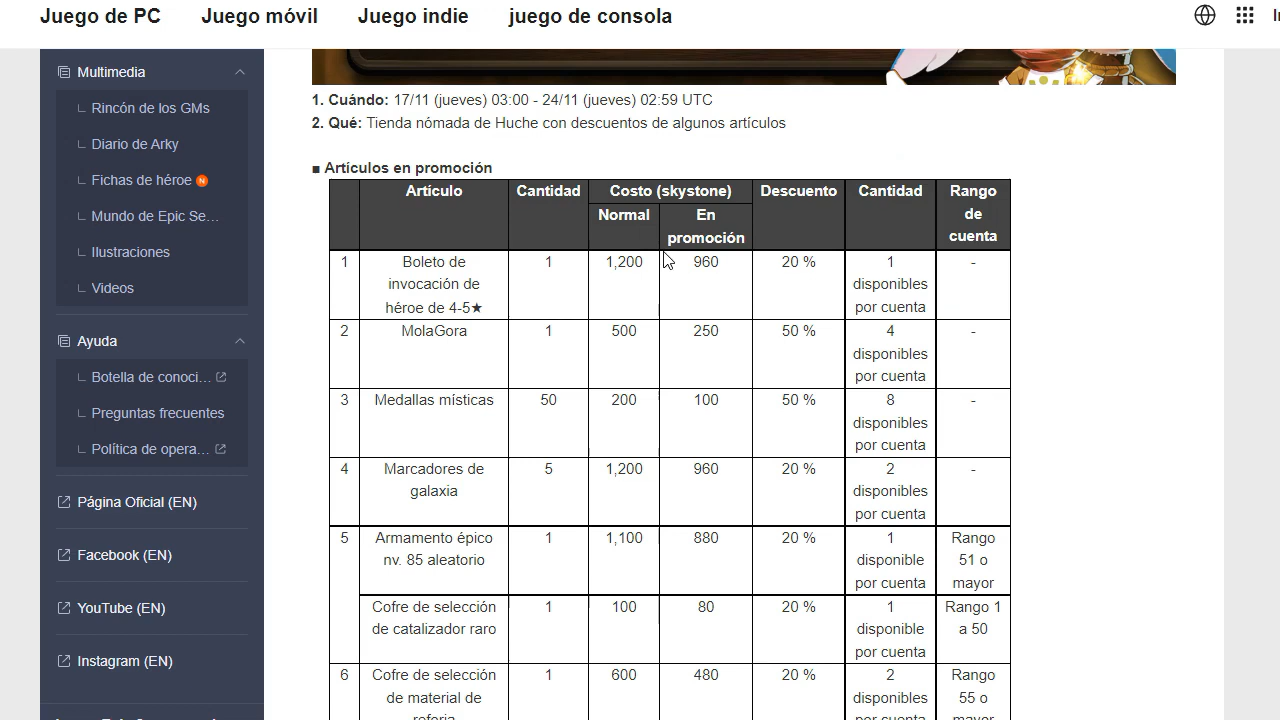 Juego de PC
Juego móvil
Juego indie
juego de consola
Multimedia
Rincón de los GMs
Diario de Arky
Fichas de héroe N
Mundo de Epic Se...
Ilustraciones
Videos
Ayuda
Botella de conoci...
Preguntas frecuentes
Política de opera...
Página Oficial (EN)
Facebook (EN)
YouTube (EN)
Instagram (EN)
1. Cuándo: 17/11 (jueves) 03:00 - 24/11 (jueves) 02:59 UTC
2. Qué: Tienda nómada de Huche con descuentos de algunos artículos
■ Artículos en promoción
Artículo
Cantidad
Costo (skystone)
Normal
En
promoción
Descuento
Cantidad
Rango
de
cuenta
1
Boleto de
invocación de
héroe de 4-5★
1
1,200
960
20 %
1
disponibles
por cuenta
-
2
MolaGora
1
500
250
50 %
4
disponibles
por cuenta
-
3
Medallas místicas
50
200
100
50 %
8
disponibles
por cuenta
-
4
Marcadores de
galaxia
5
1,200
960
20 %
2
disponibles
por cuenta
-
5
Armamento épico
nv. 85 aleatorio
1
1,100
880
20 %
1
disponible
por cuenta
Rango
51 o
mayor
Cofre de selección
de catalizador raro
1
100
80
20 %
1
disponible
por cuenta
Rango 1
a 50
6
Cofre de selección
de material de
1
600
480
20 %
2
disponibles
por cuenta
Rango
55 o
mayor